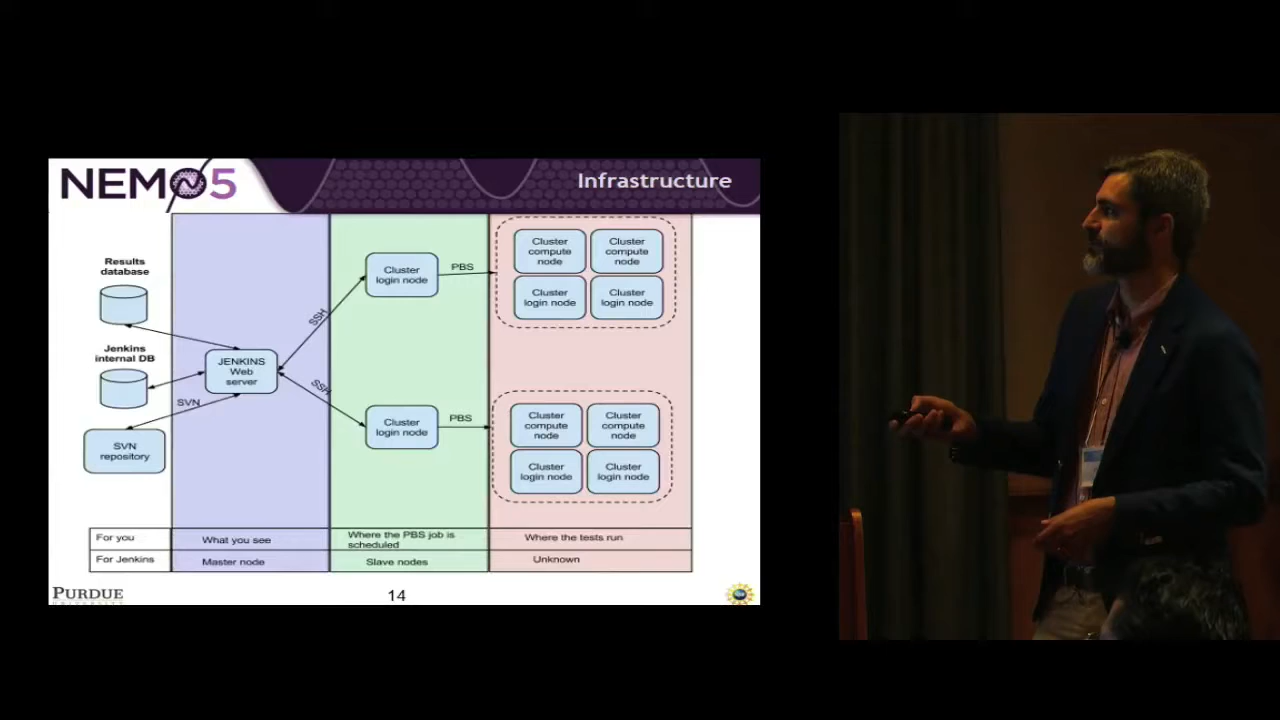 NEMO5
Infrastructure
Results
database
Jenkins
internal DB
SVN
repository
SVN
JENKINS
Web
server
SSH
SSH
Cluster
login node
PBS
Cluster
compute
node
Cluster
compute
node
Cluster
login node
Cluster
login node
Cluster
login node
PBS
Cluster
compute
node
Cluster
compute
node
Cluster
login node
Cluster
login node
For you
What you see
Where the PBS job is
scheduled
Where the tests run
For Jenkins
Master node
Slave nodes
Unknown
PURDUE
UNIVERSITY
14